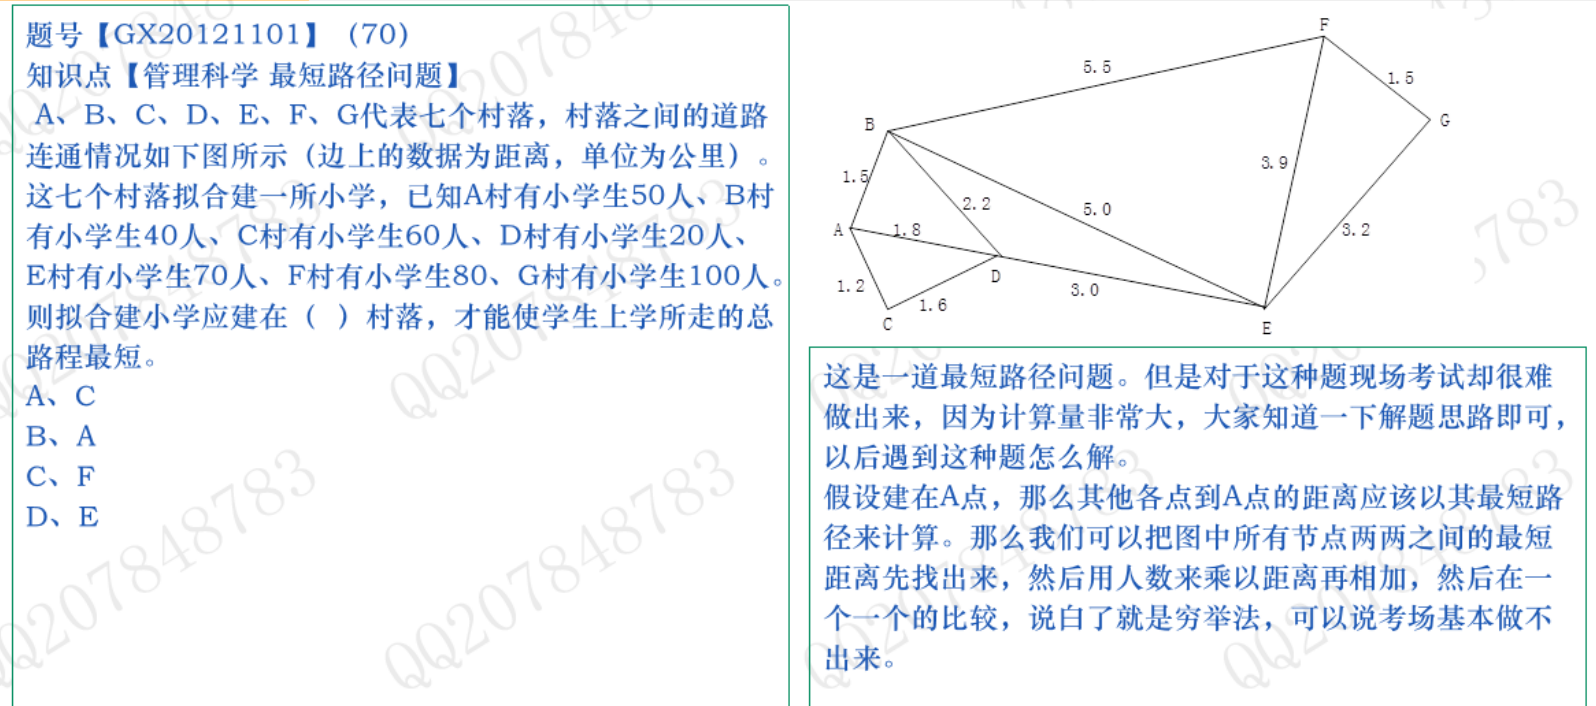 题号【GX20121101】（70）
知识点【管理科学 最短路径问题】
A、B、C、D、E、F、G代表七个村落，村落之间的道路
连通情况如下图所示（边上的数据为距离，单位为公里）。
这七个村落拟合建一所小学，已知A村有小学生50人、B村
有小学生40人、C村有小学生60人、D村有小学生20人、
E村有小学生70人、F村有小学生80、G村有小学生100人。
则拟合建小学应建在（ ）村落，才能使学生上学所走的总
路程最短。
A、C
B、A
C、F
D、E
F
5.5
1.5
B
G
3.9
1.5
2.2
5.0
3.2
A
1.8
D
1.2
3.0
1.6
C
E
这是一道最短路径问题。但是对于这种题现场考试却很难
做出来，因为计算量非常大，大家知道一下解题思路即可，
以后遇到这种题怎么解。
假设建在A点，那么其他各点到A点的距离应该以其最短路
径来计算。那么我们可以把图中所有节点两两之间的最短
距离先找出来，然后用人数来乘以距离再相加，然后在一
个一个的比较，说白了就是穷举法，可以说考场基本做不
出来。
QQ207848783
QQ207848783
QQ207848783
QQ207848783
QQ207848783
QQ207848783